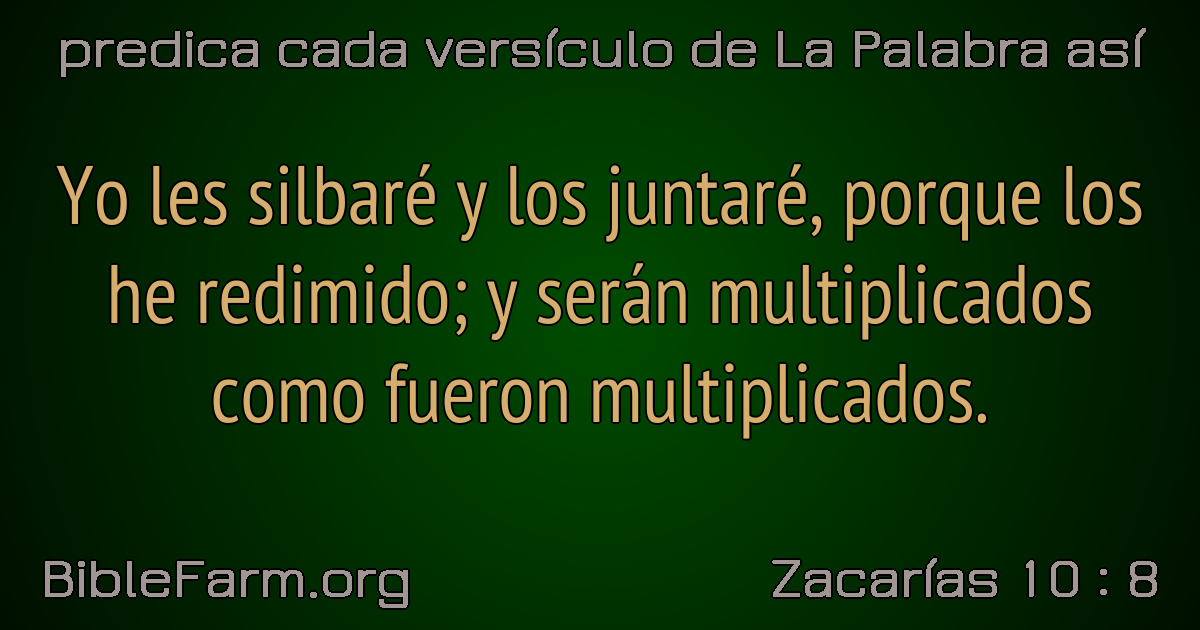 predica cada versículo de La Palabra así
Yo les silbaré y los juntaré, porque los
he redimido; y serán multiplicados
como fueron multiplicados.
BibleFarm.org
Zacarías 10 : 8